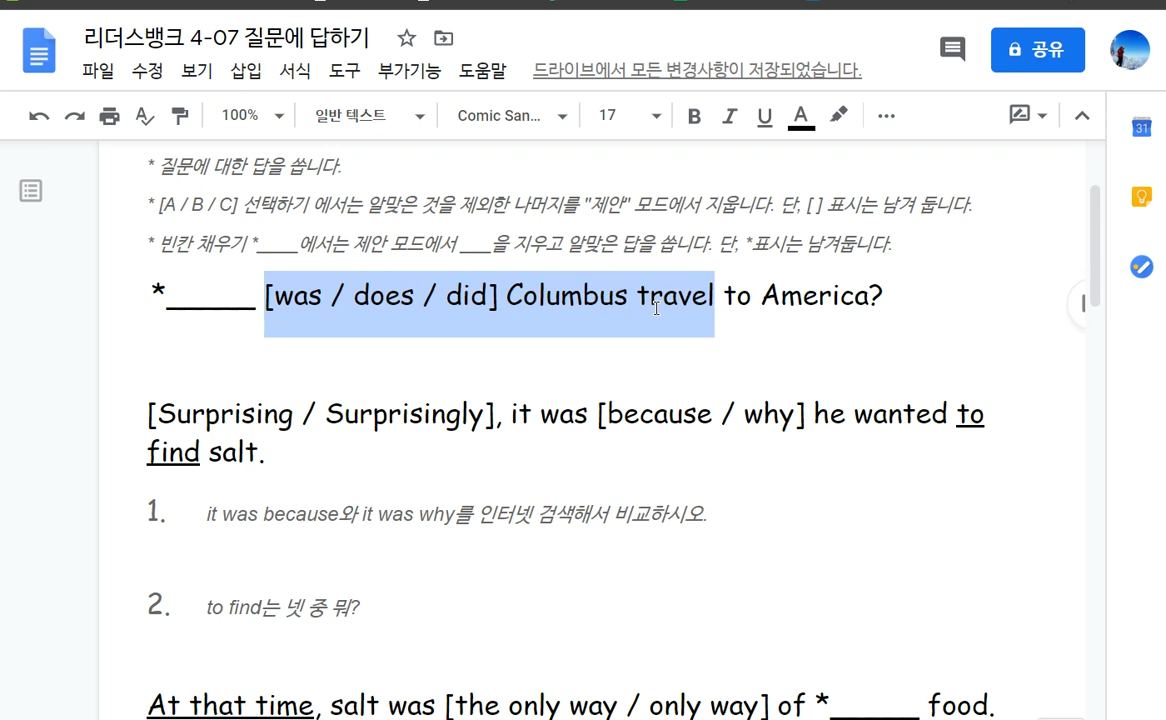 리더스뱅크 4-07 질문에 답하기
공유
파일 수정 보기 삽입 서식 도구 부가기능 도움말 드라이브에서 모든 변경사항이 저장되었습니다.
100% 일반 텍스트 Comic San... 17 B I U A
31
* 질문에 대한 답을 씁니다.
* [A / B / C] 선택하기 에서는 알맞은 것을 제외한 나머지를 "제안" 모드에서 지웁니다. 단, [ ] 표시는 남겨 둡니다.
* 빈칸 채우기 *____에서는 제안 모드에서 ___을 지우고 알맞은 답을 씁니다. 단, *표시는 남겨둡니다.
*______ [was / does / did] Columbus travel to America?
[Surprising / Surprisingly], it was [because / why] he wanted to
find salt.
1. it was because와 it was why를 인터넷 검색해서 비교하시오.
2. to find는 넷 중 뭐?
At that time, salt was [the only way / only way] of *______ food.